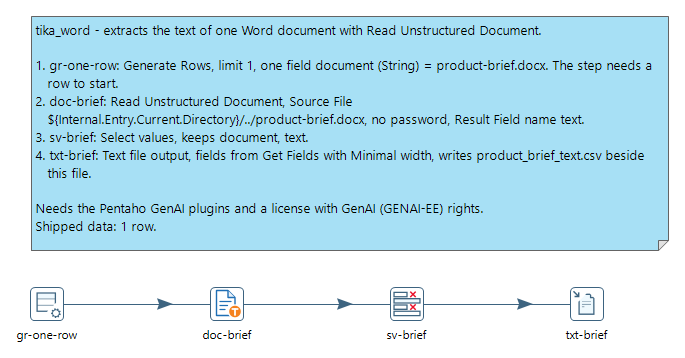 tika_word - extracts the text of one Word document with Read Unstructured Document.
1. gr-one-row: Generate Rows, limit 1, one field document (String) = product-brief.docx. The step needs a
row to start.
2. doc-brief: Read Unstructured Document, Source File
${Internal.Entry.Current.Directory}/../product-brief.docx, no password, Result Field name text.
3. sv-brief: Select values, keeps document, text.
4. txt-brief: Text file output, fields from Get Fields with Minimal width, writes product_brief_text.csv beside
this file.
Needs the Pentaho GenAI plugins and a license with GenAI (GENAI-EE) rights.
Shipped data: 1 row.
T
gr-one-row
doc-brief
sv-brief
txt-brief